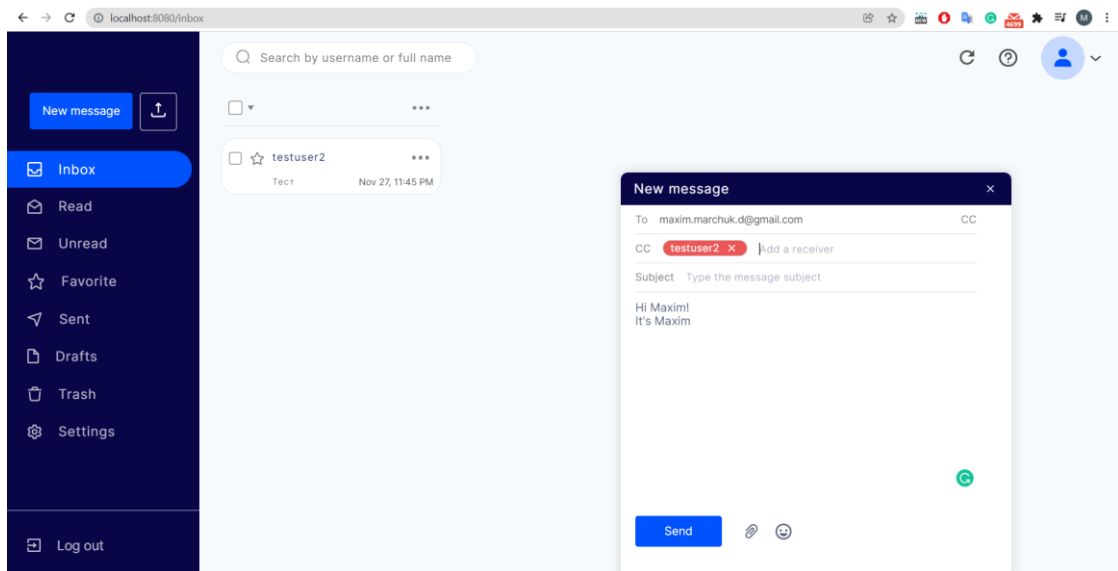 localhost:8080/inbox
4699
M
Search by username or full name
New message
Inbox
Read
Unread
Favorite
Sent
Drafts
Trash
Settings
Log out
testuser2
Тест Nov 27, 11:45 PM
New message
To maxim.marchuk.d@gmail.com CC
CC testuser2 × Add a receiver
Subject Type the message subject
Hi Maxim!
It's Maxim
Send